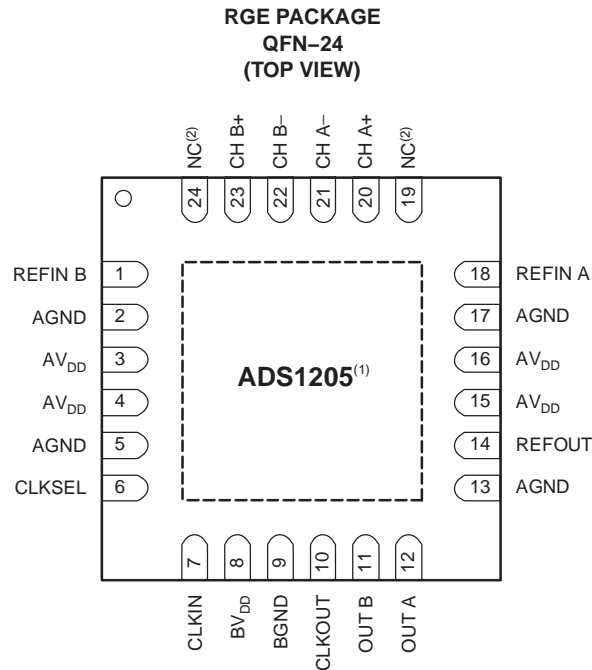 RGE PACKAGE
QFN–24
(TOP VIEW)
NC(2)
CH B+
CH B–
CH A–
CH A+
NC(2)
24
23
22
21
20
19
REFIN B 1
AGND 2
AVDD 3
AVDD 4
AGND 5
CLKSEL 6
ADS1205(1)
18 REFIN A
17 AGND
16 AVDD
15 AVDD
14 REFOUT
13 AGND
7
8
9
10
11
12
CLKIN
BVDD
BGND
CLKOUT
OUT B
OUT A